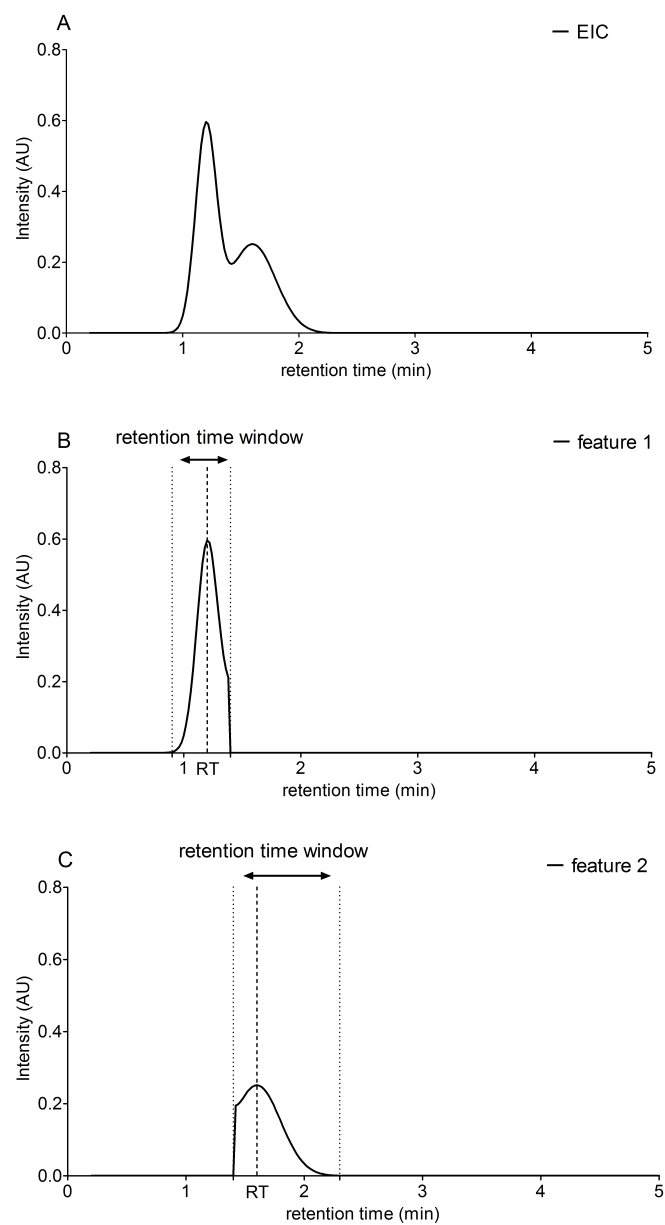 A
EIC
0.8
0.6
0.4
0.2
0.0
Intensity (AU)
0 1 2 3 4 5
retention time (min)
B
retention time window
feature 1
0.8
0.6
0.4
0.2
0.0
Intensity (AU)
0 1 RT 2 3 4 5
retention time (min)
C
retention time window
feature 2
0.8
0.6
0.4
0.2
0.0
Intensity (AU)
0 1 RT 2 3 4 5
retention time (min)